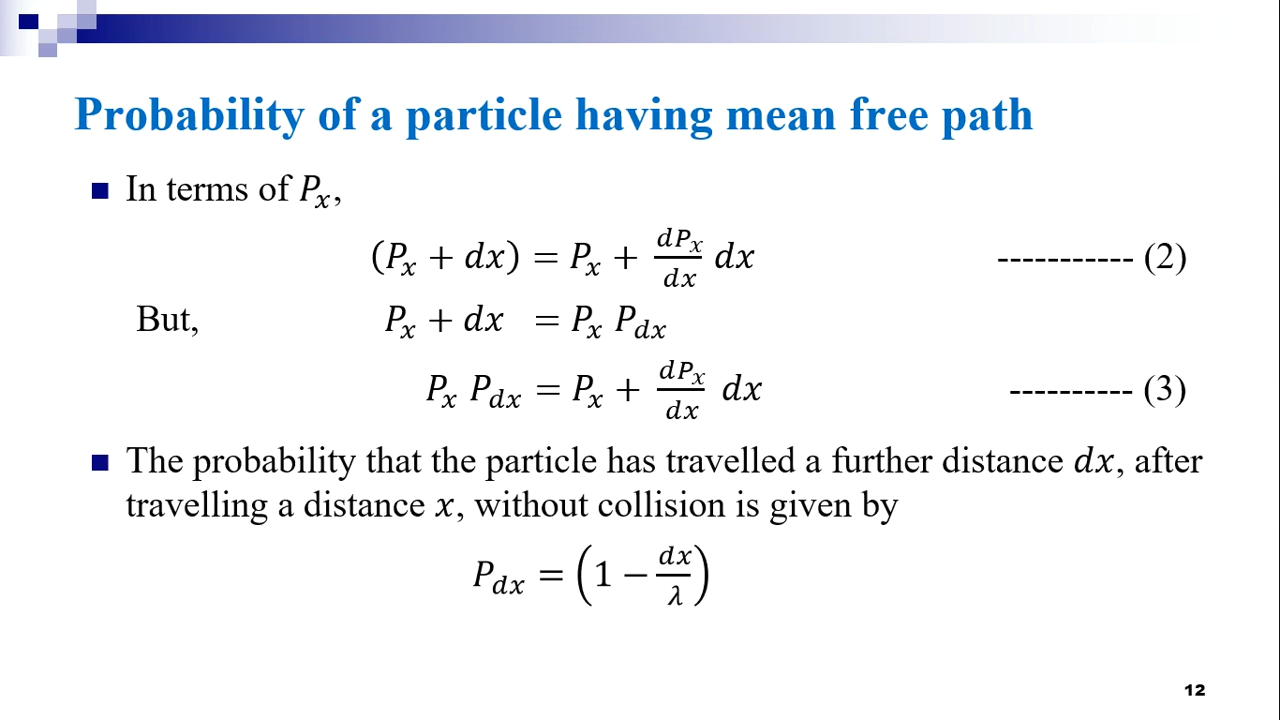 Probability of a particle having mean free path
■ In terms of Pₓ,
(Pₓ + dx) = Pₓ + dPₓ/dx dx ----------- (2)
But, Pₓ + dx = Pₓ P_dx
Pₓ P_dx = Pₓ + dPₓ/dx dx ---------- (3)
■ The probability that the particle has travelled a further distance dx, after
travelling a distance x, without collision is given by
P_dx = (1 − dx/λ)
12